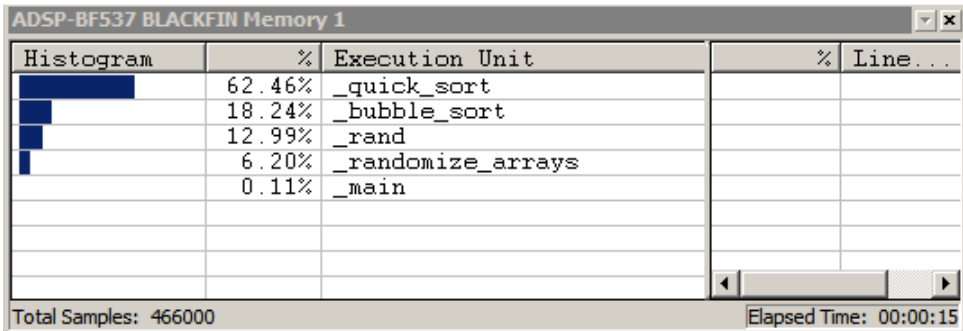 ADSP-BF537 BLACKFIN Memory 1
Histogram % Execution Unit % Line...
62.46% _quick_sort
18.24% _bubble_sort
12.99% _rand
6.20% _randomize_arrays
0.11% _main
Total Samples: 466000 Elapsed Time: 00:00:15